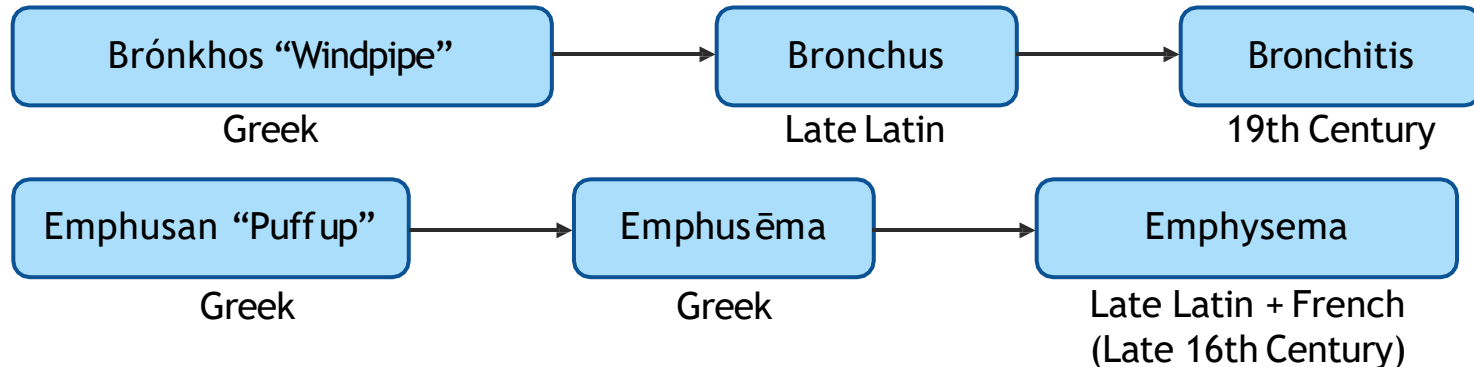 Brónkhos “Windpipe” Bronchus Bronchitis
Greek Late Latin 19th Century
Emphusan “Puff up” Emphusēma Emphysema
Greek Greek Late Latin + French
(Late 16th Century)